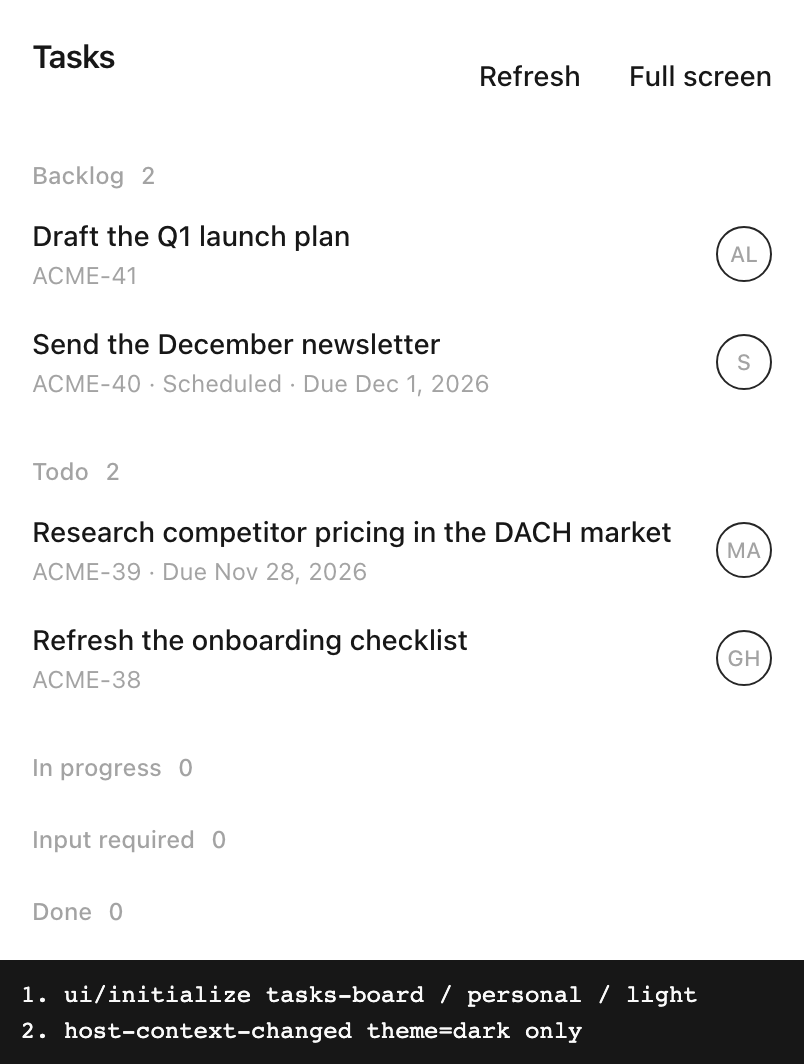 Tasks
Refresh Full screen
Backlog 2
Draft the Q1 launch plan
ACME-41
AL
Send the December newsletter
ACME-40 · Scheduled · Due Dec 1, 2026
S
Todo 2
Research competitor pricing in the DACH market
ACME-39 · Due Nov 28, 2026
MA
Refresh the onboarding checklist
ACME-38
GH
In progress 0
Input required 0
Done 0
1. ui/initialize tasks-board / personal / light
2. host-context-changed theme=dark only